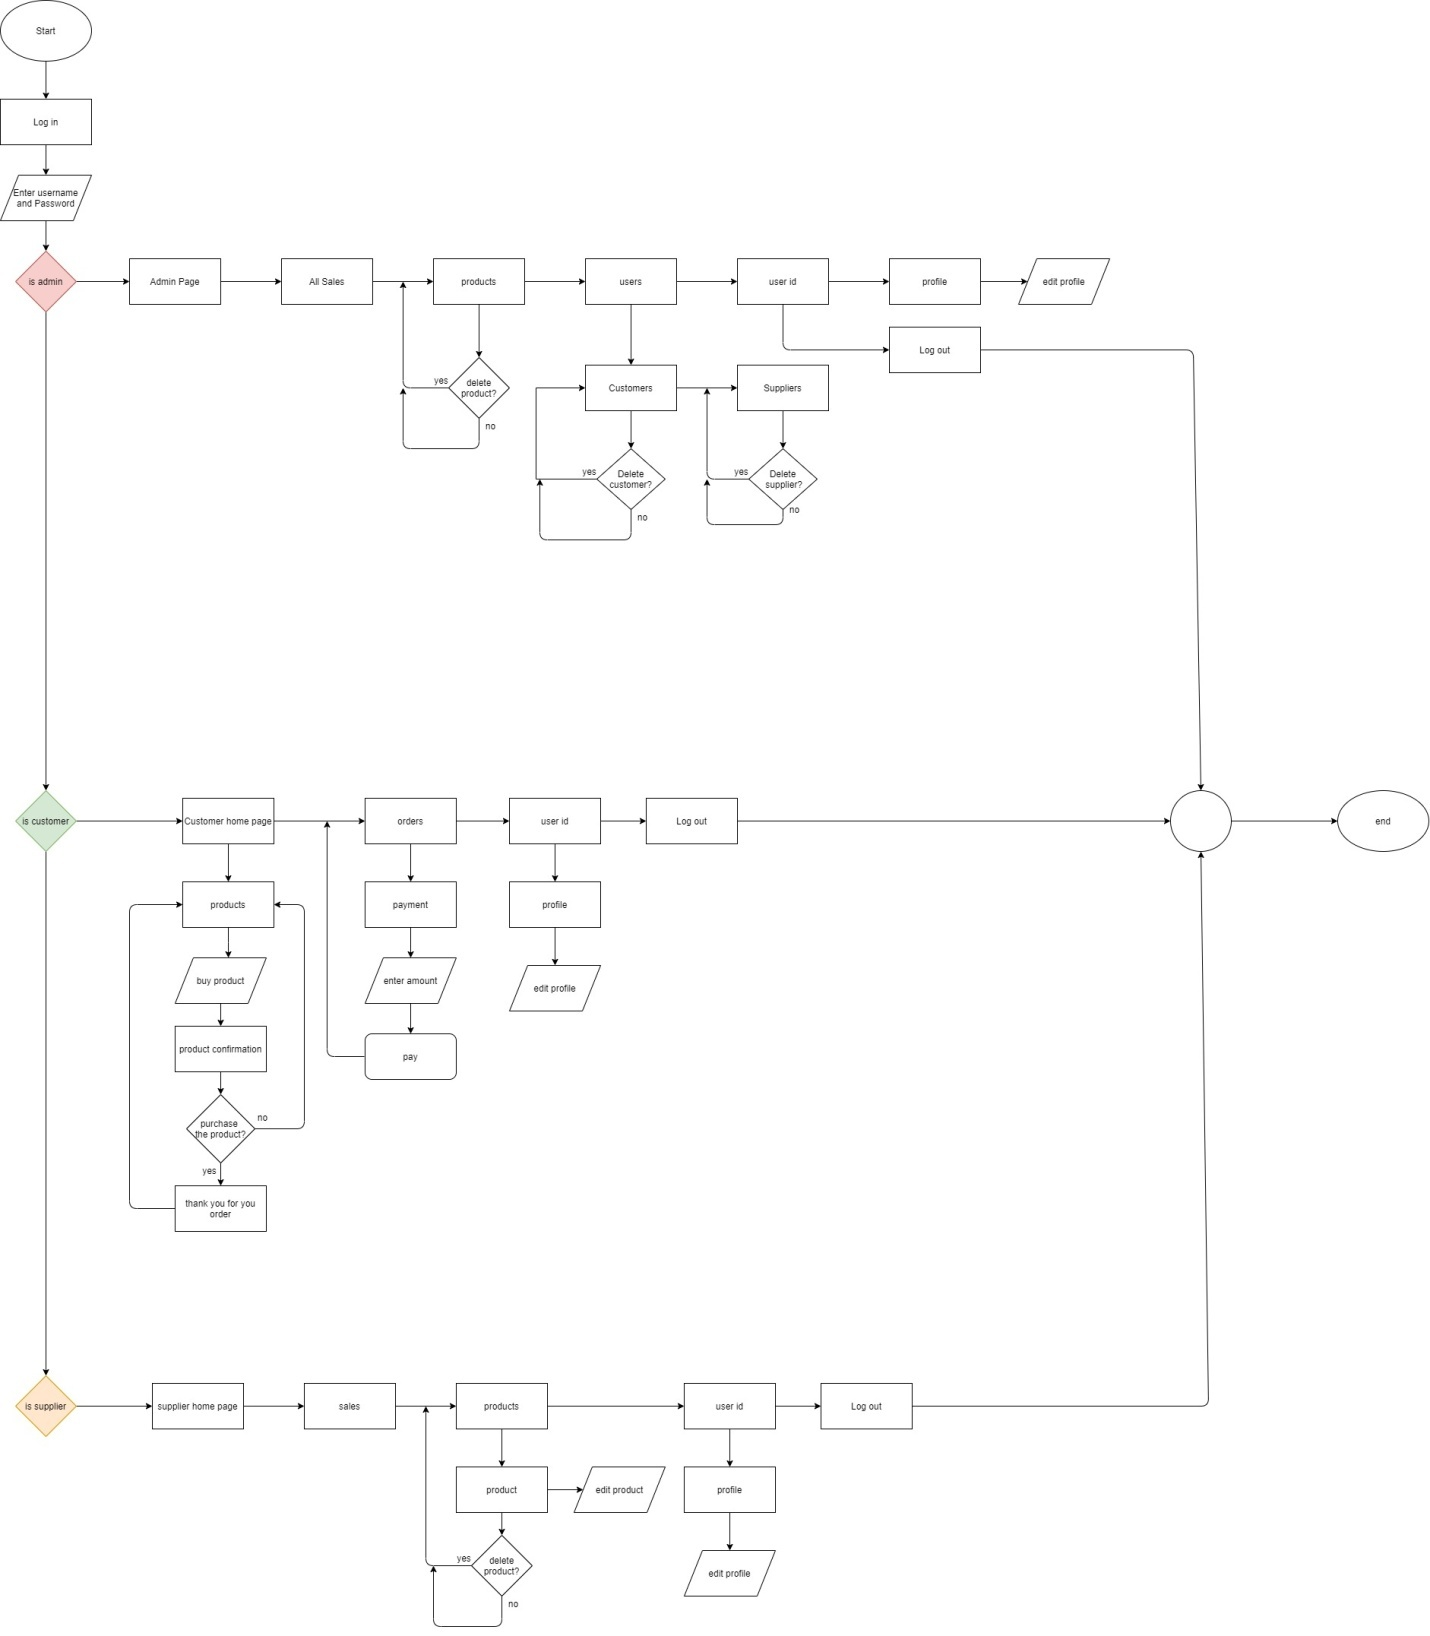 Start
Log in
Enter username
and Password
is admin
Admin Page
All Sales
products
users
user id
profile
edit profile
Log out
yes
delete
product?
no
Customers
Suppliers
yes
Delete
customer?
no
yes
Delete
supplier?
no
is customer
Customer home page
orders
user id
Log out
end
products
payment
profile
buy product
enter amount
edit profile
product confirmation
pay
purchase
the product?
no
yes
thank you for you
order
is supplier
supplier home page
sales
products
user id
Log out
product
edit product
profile
yes
delete
product?
no
edit profile